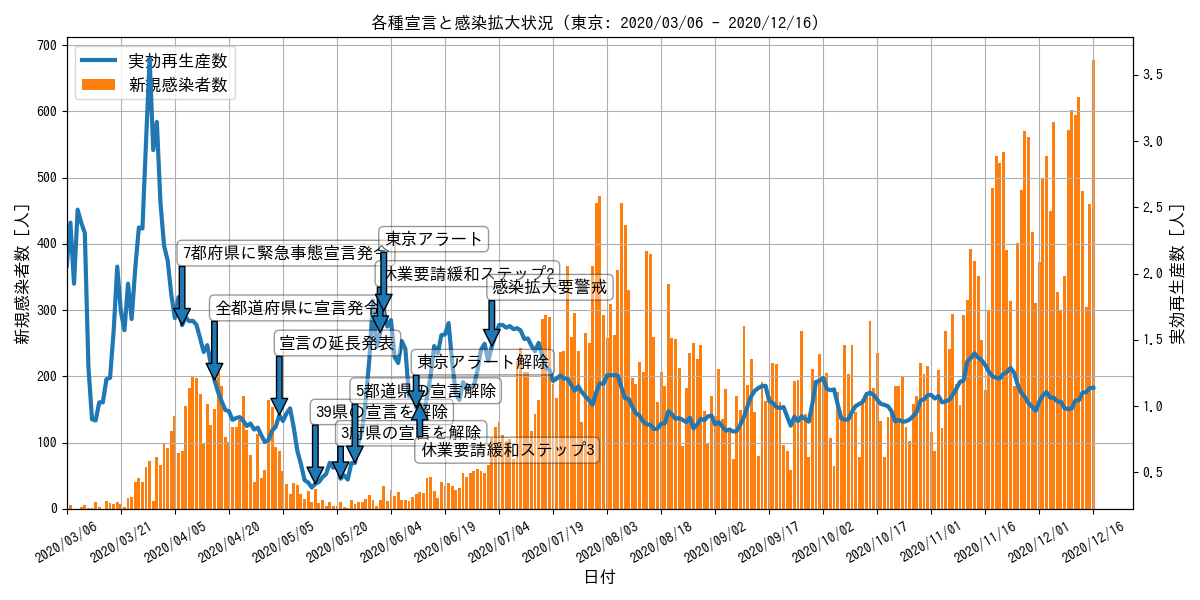 各種宣言と感染拡大状況 (東京: 2020/03/06 - 2020/12/16)
実効再生産数
新規感染者数
新規感染者数 [人]
実効再生産数 [人]
日付
700
600
500
400
300
200
100
0
3.5
3.0
2.5
2.0
1.5
1.0
0.5
7都府県に緊急事態宣言発令
全都道府県に宣言発令
宣言の延長発表
39県の宣言を解除
3府県の宣言を解除
5都道県の宣言解除
休業要請緩和ステップ2
東京アラート
東京アラート解除
休業要請緩和ステップ3
感染拡大要警戒
2020/03/06
2020/03/21
2020/04/05
2020/04/20
2020/05/05
2020/05/20
2020/06/04
2020/06/19
2020/07/04
2020/07/19
2020/08/03
2020/08/18
2020/09/02
2020/09/17
2020/10/02
2020/10/17
2020/11/01
2020/11/16
2020/12/01
2020/12/16